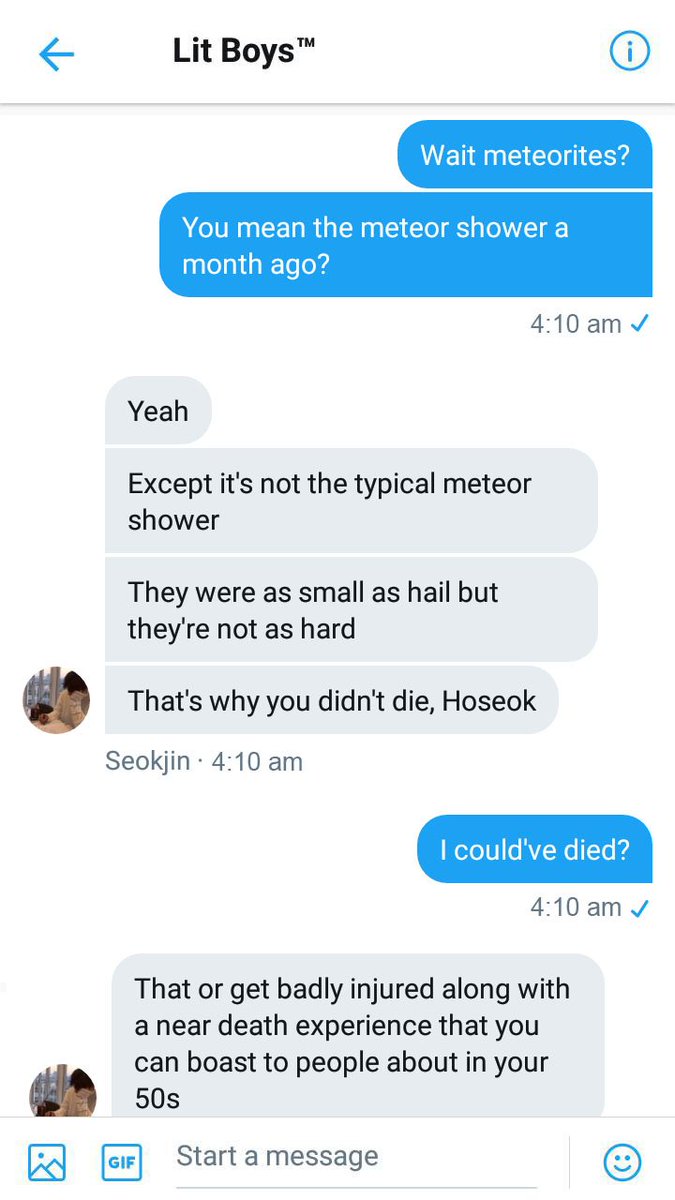 Lit Boys™
Wait meteorites?
You mean the meteor shower a
month ago?
4:10 am
Yeah
Except it's not the typical meteor
shower
They were as small as hail but
they're not as hard
That's why you didn't die, Hoseok
Seokjin · 4:10 am
I could've died?
4:10 am
That or get badly injured along with
a near death experience that you
can boast to people about in your
50s
GIF
Start a message